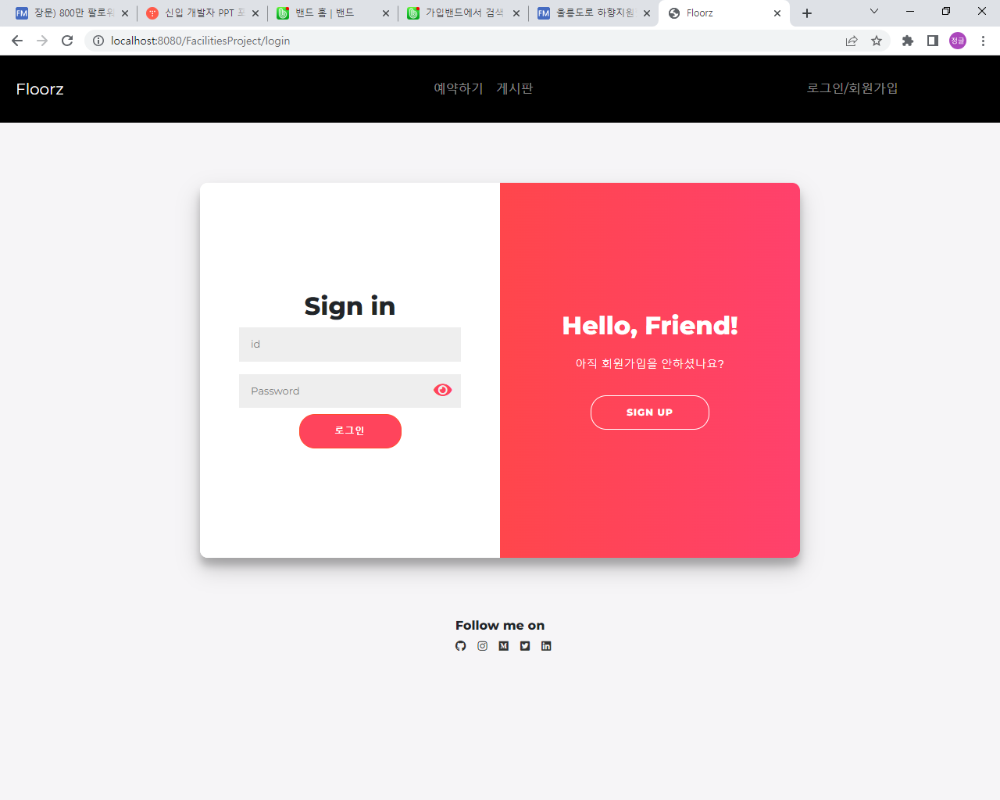 장문) 800만 팔로워
신입 개발자 PPT 포
밴드 홈 | 밴드
가입밴드에서 검색
울릉도로 하향지원
Floorz
localhost:8080/FacilitiesProject/login
정글
Floorz
예약하기 게시판
로그인/회원가입
Sign in
id
Password
로그인
Hello, Friend!
아직 회원가입을 안하셨나요?
SIGN UP
Follow me on